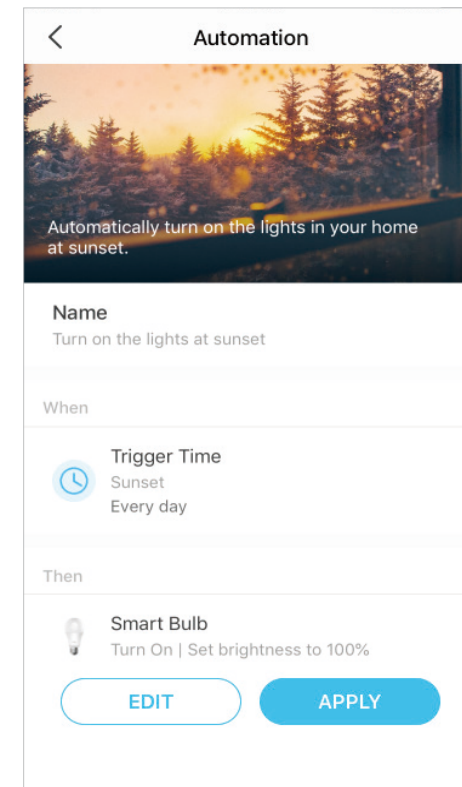 Automation
Automatically turn on the lights in your home
at sunset.
Name
Turn on the lights at sunset
When
Trigger Time
Sunset
Every day
Then
Smart Bulb
Turn On | Set brightness to 100%
EDIT
APPLY